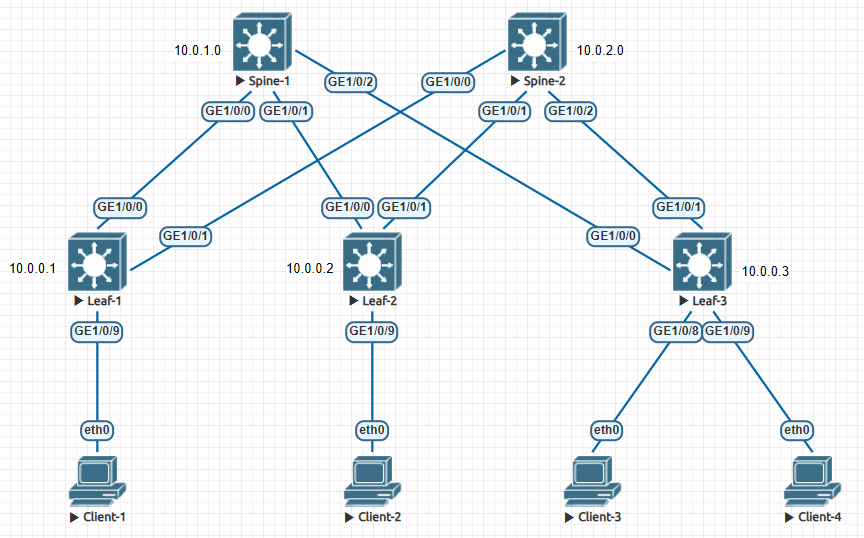 10.0.1.0
Spine-1
10.0.2.0
Spine-2
GE1/0/2
GE1/0/0
GE1/0/0
GE1/0/1
GE1/0/1
GE1/0/2
GE1/0/0
GE1/0/0
GE1/0/1
GE1/0/1
GE1/0/1
GE1/0/0
10.0.0.1
Leaf-1
10.0.0.2
Leaf-2
10.0.0.3
Leaf-3
GE1/0/9
GE1/0/9
GE1/0/8
GE1/0/9
eth0
eth0
eth0
eth0
Client-1
Client-2
Client-3
Client-4